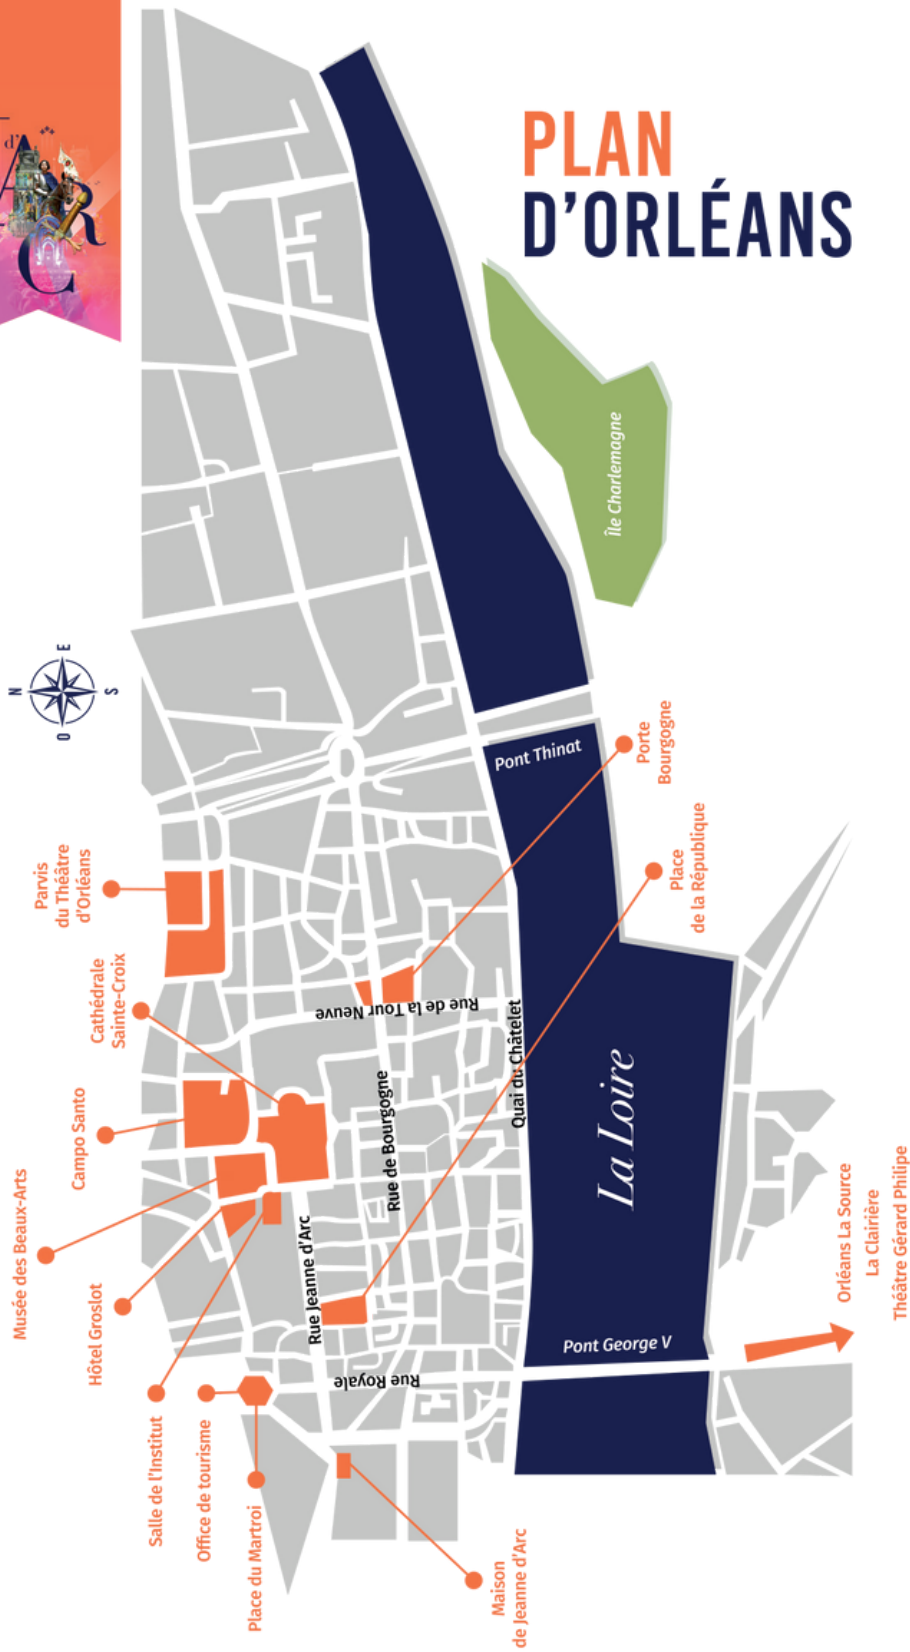 d'
A
R
C
PLAN
D'ORLÉANS
N
E
S
O
Île Charlemagne
Pont Thinat
Porte
Bourgogne
Place
de la République
Parvis
du Théâtre
d'Orléans
Cathédrale
Sainte-Croix
Campo Santo
Musée des Beaux-Arts
Hôtel Groslot
Salle de l'Institut
Office de tourisme
Place du Martroi
Maison
de Jeanne d'Arc
Rue de la Tour Neuve
Rue de Bourgogne
Quai du Châtelet
Rue Jeanne d'Arc
Rue Royale
La Loire
Pont George V
Orléans La Source
La Clairière
Théâtre Gérard Philipe